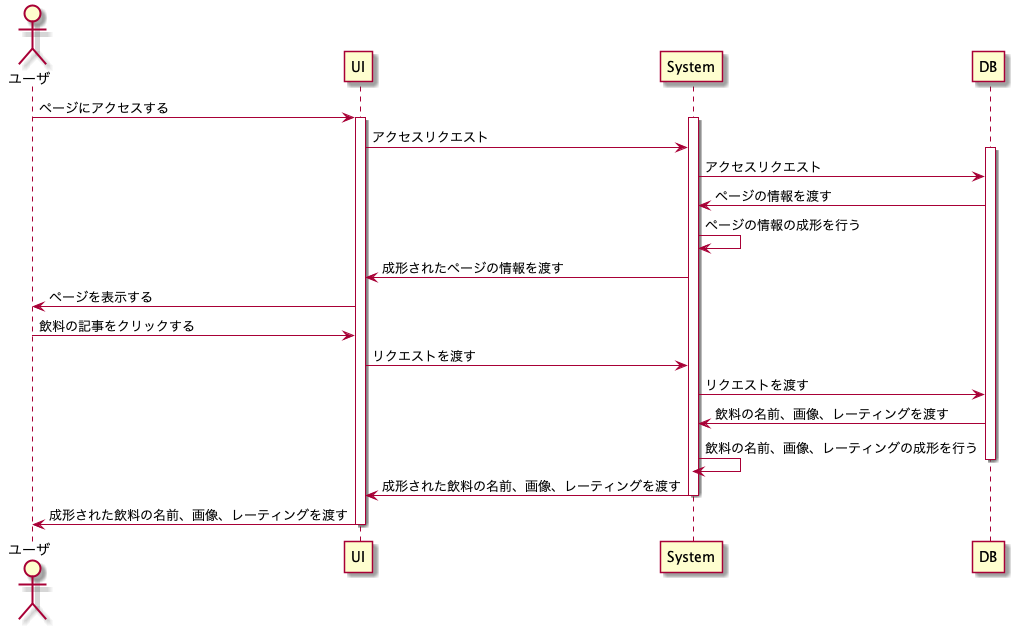 ユーザ
UI
System
DB
ページにアクセスする
アクセスリクエスト
アクセスリクエスト
ページの情報を渡す
ページの情報の成形を行う
成形されたページの情報を渡す
ページを表示する
飲料の記事をクリックする
リクエストを渡す
リクエストを渡す
飲料の名前、画像、レーティングを渡す
飲料の名前、画像、レーティングの成形を行う
成形された飲料の名前、画像、レーティングを渡す
成形された飲料の名前、画像、レーティングを渡す
ユーザ
UI
System
DB